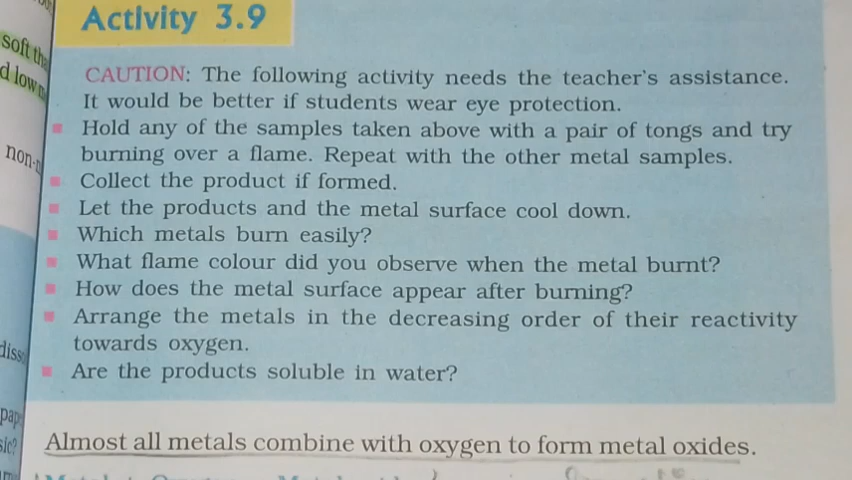 Activity 3.9
CAUTION: The following activity needs the teacher's assistance.
It would be better if students wear eye protection.
Hold any of the samples taken above with a pair of tongs and try
burning over a flame. Repeat with the other metal samples.
Collect the product if formed.
Let the products and the metal surface cool down.
Which metals burn easily?
What flame colour did you observe when the metal burnt?
How does the metal surface appear after burning?
Arrange the metals in the decreasing order of their reactivity
towards oxygen.
Are the products soluble in water?
Almost all metals combine with oxygen to form metal oxides.
soft